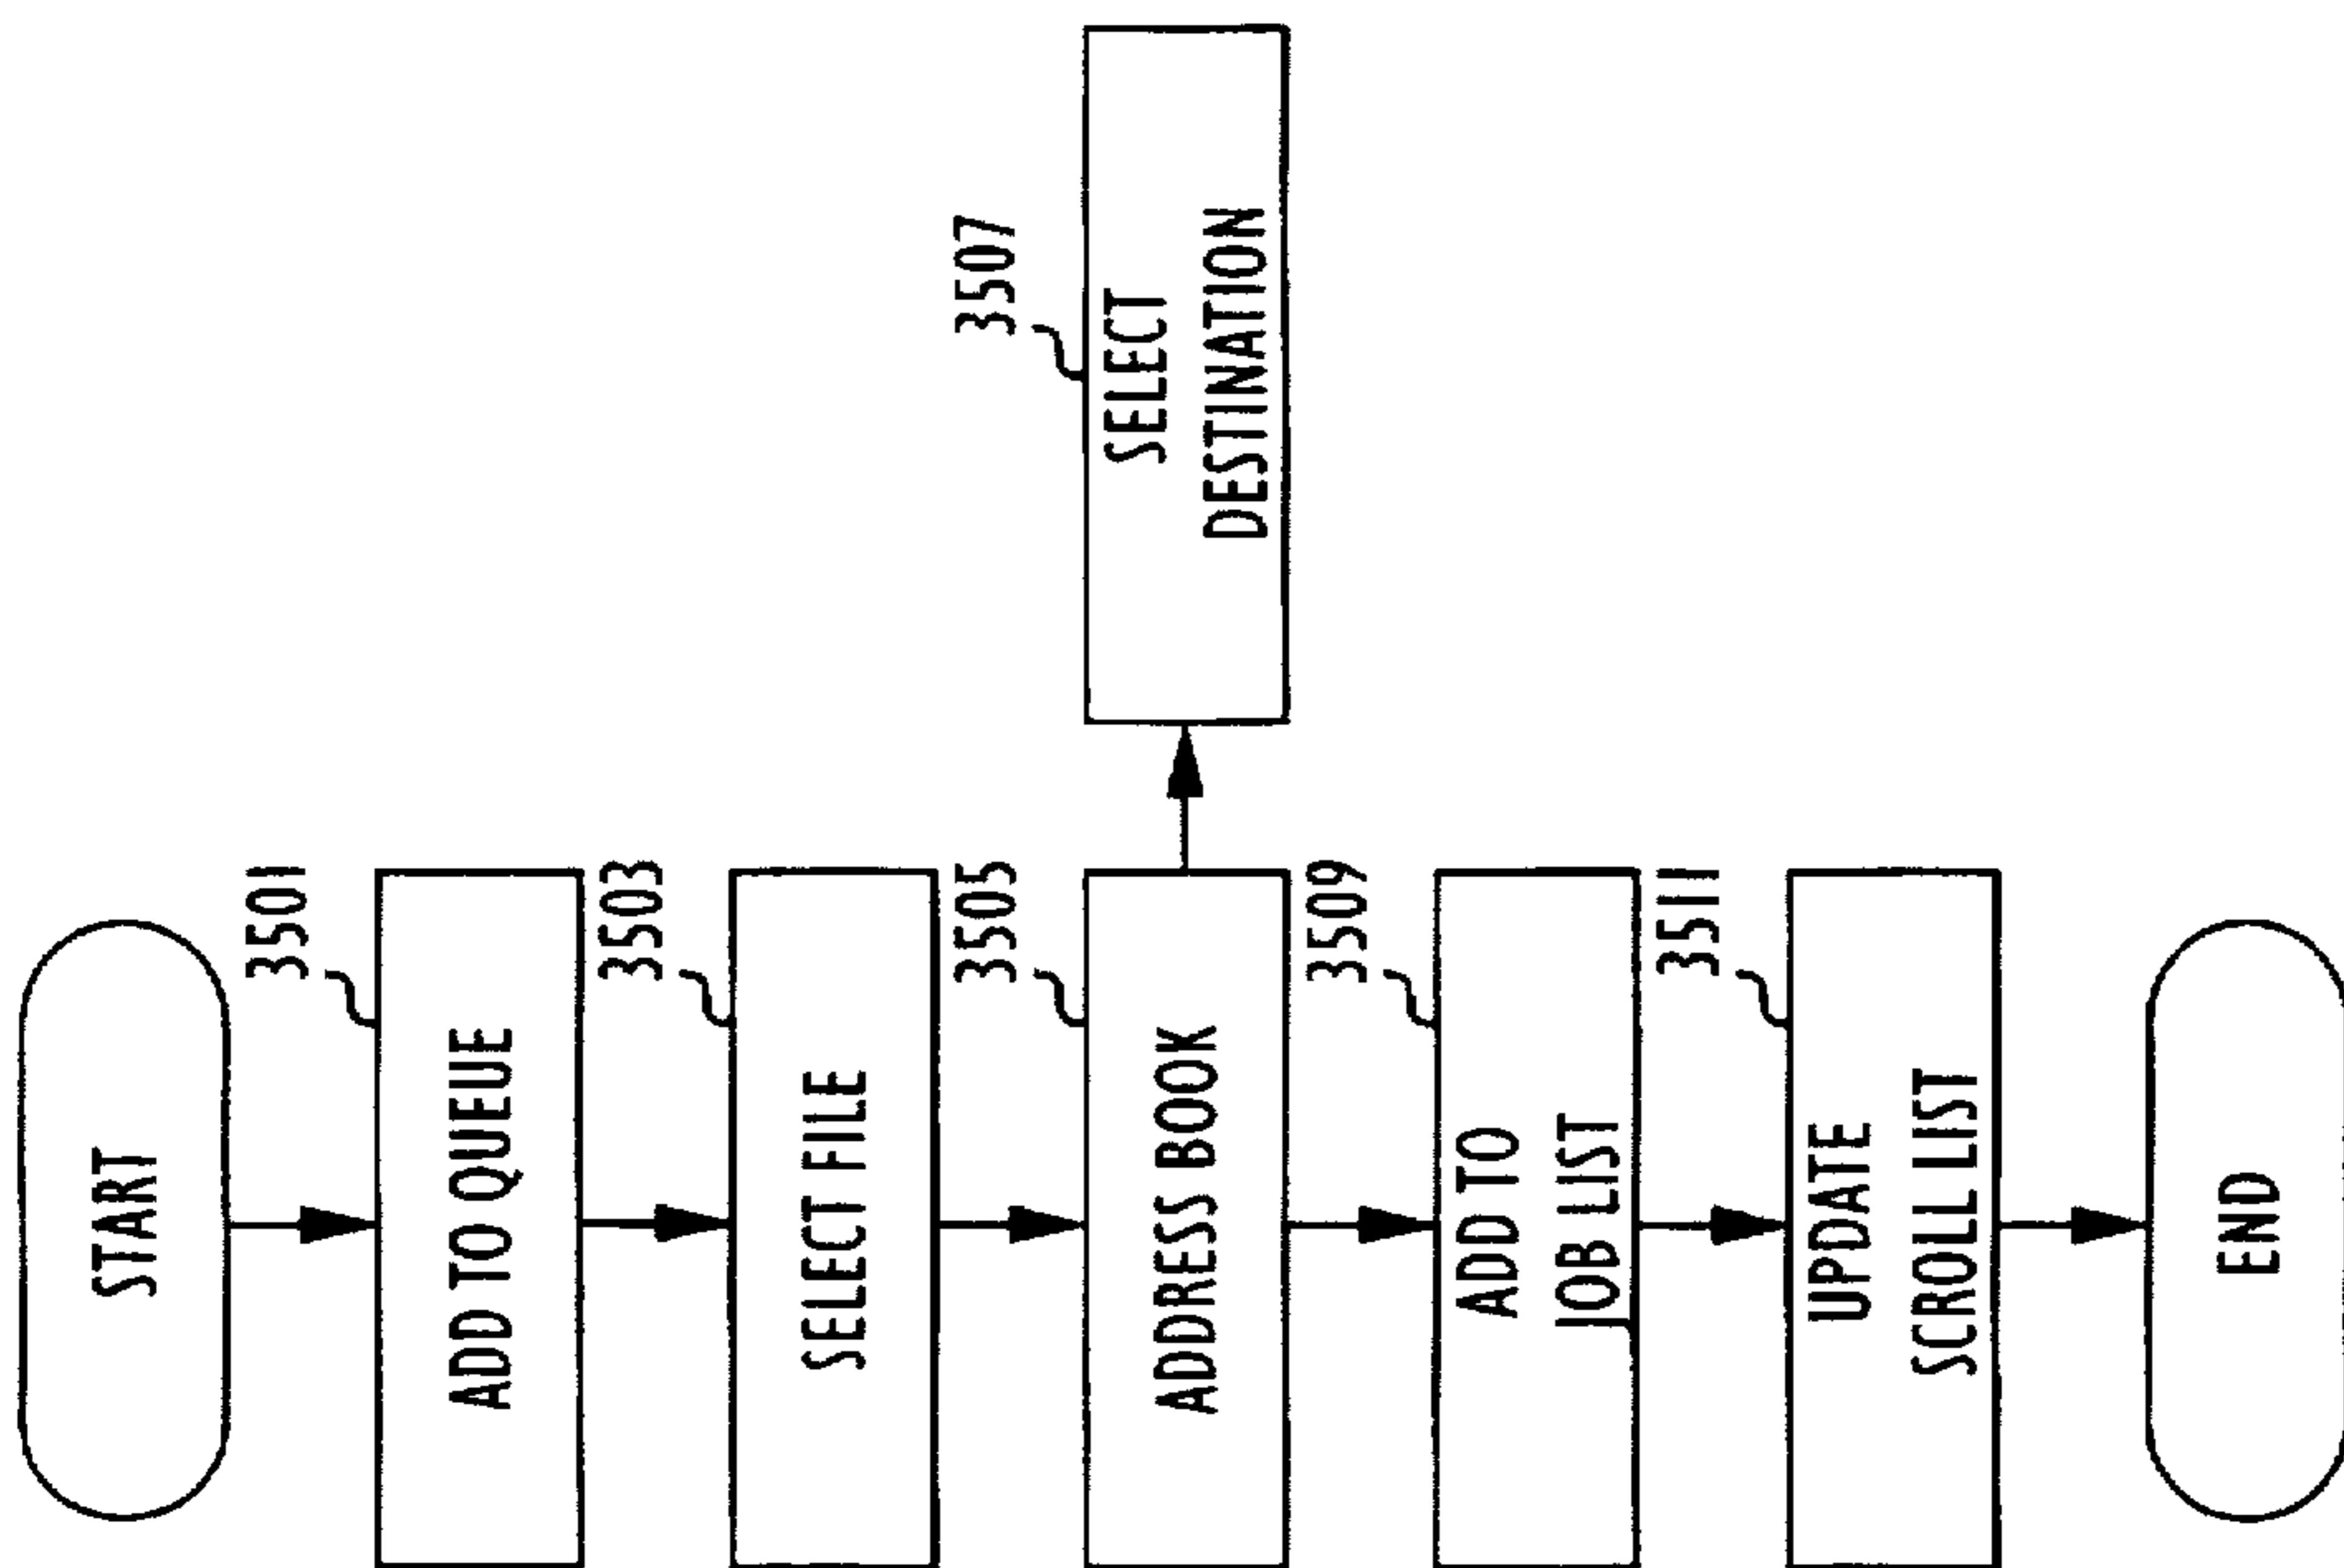 START
3501
ADD TO QUEUE
3503
SELECT FILE
3505
ADDRESS BOOK
3507
SELECT
DESTINATION
3509
ADD TO
JOB LIST
3511
UPDATE
SCROLL LIST
END